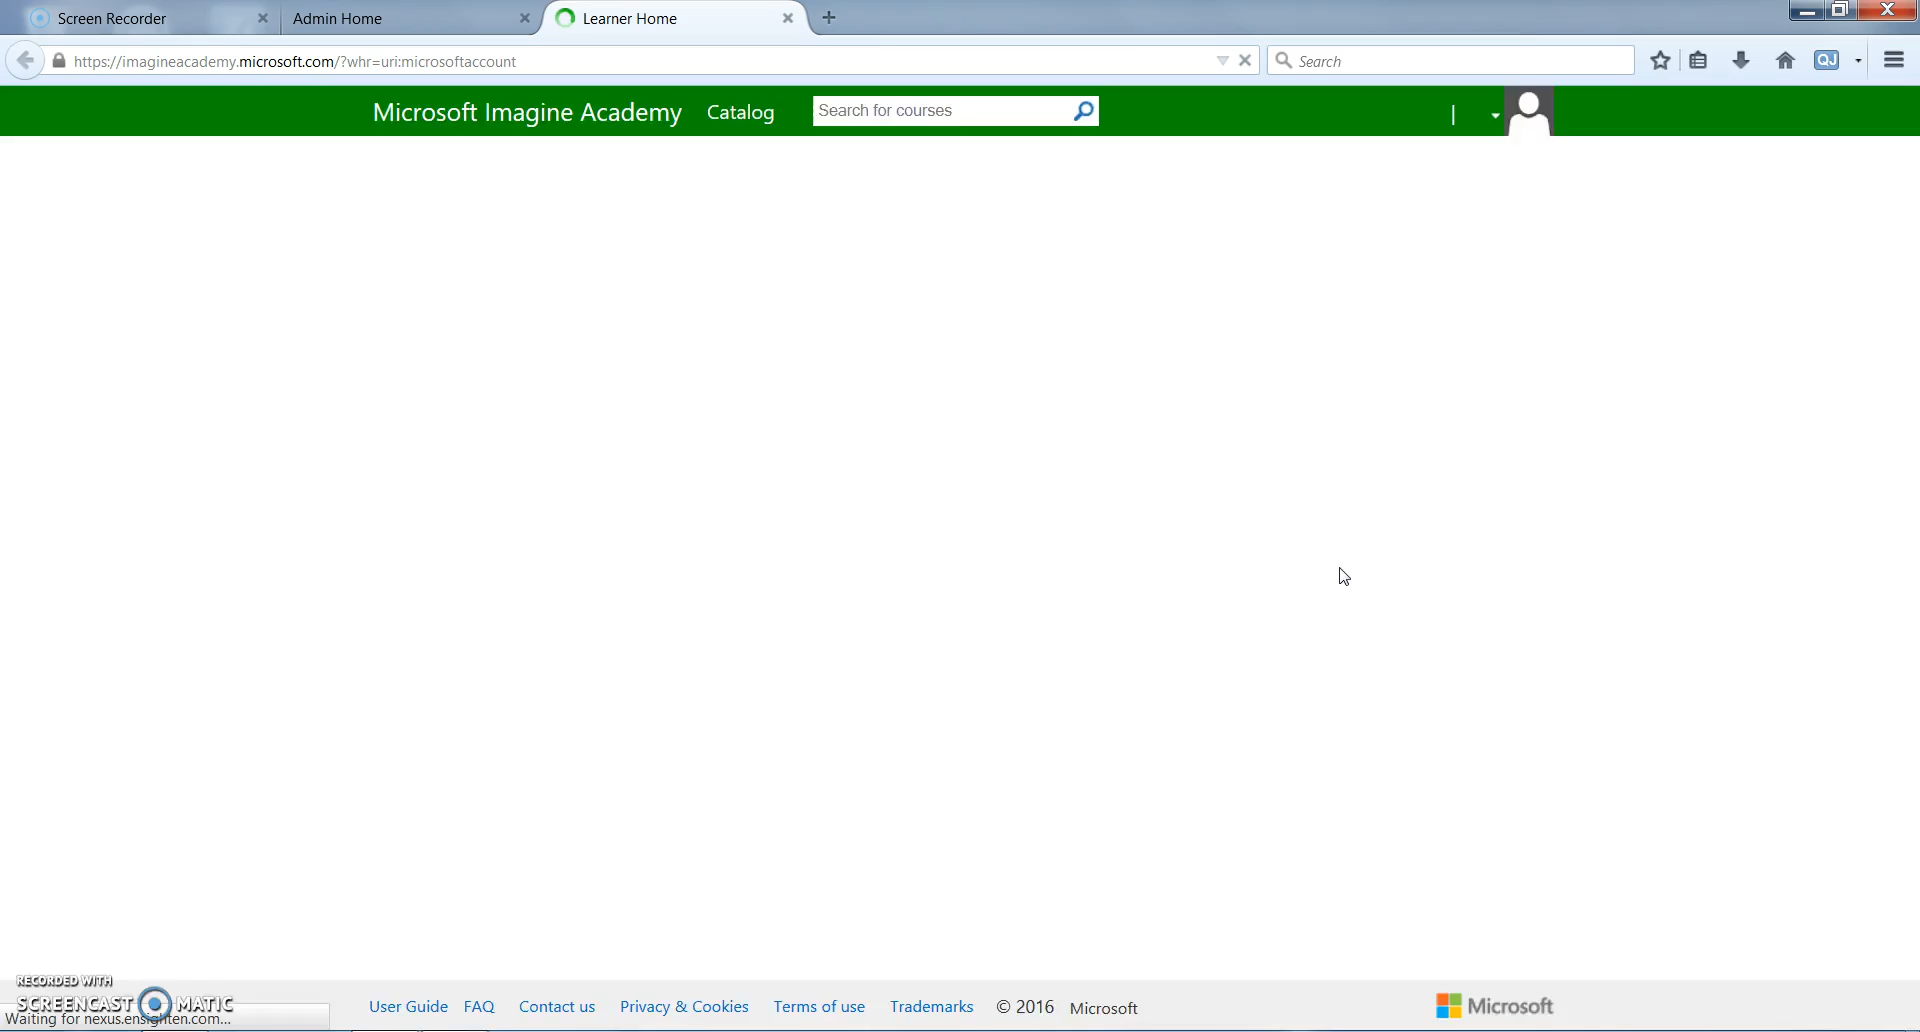 Screen Recorder
Admin Home
Learner Home
https://imagineacademy.microsoft.com/?whr=uri:microsoftaccount
Search
QJ
Microsoft Imagine Academy
Catalog
Search for courses
RECORDED WITH
SCREENCAST MATIC
Waiting for nexus.ensighten.com...
User Guide
FAQ
Contact us
Privacy & Cookies
Terms of use
Trademarks
© 2016
Microsoft
Microsoft